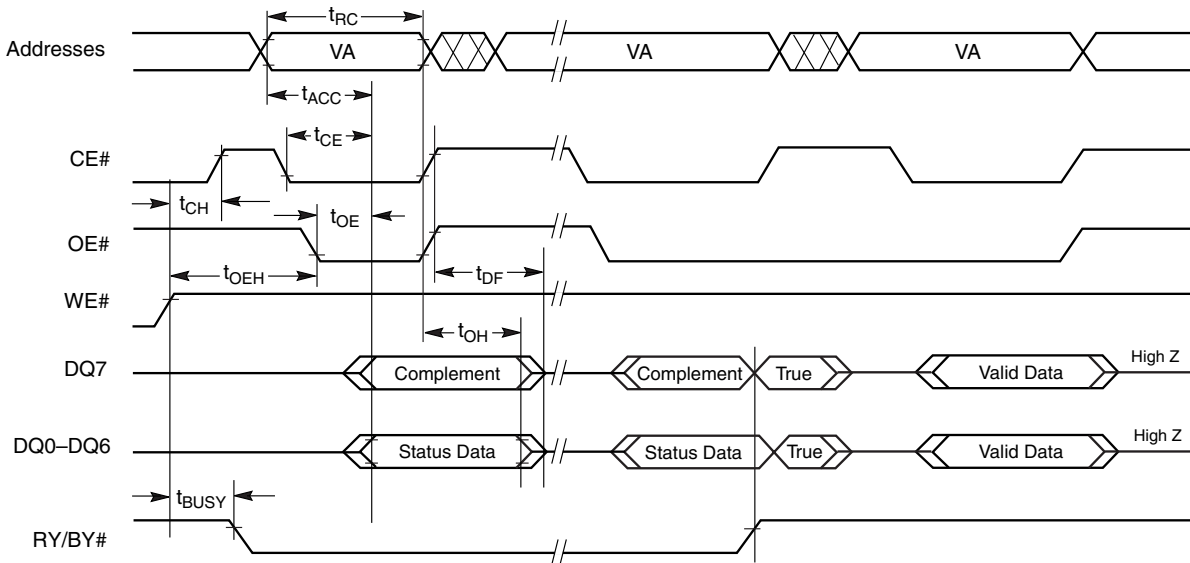 tRC
Addresses VA VA VA
tACC
tCE
CE#
tCH tOE
OE#
tOEH tDF
WE#
tOH
DQ7 Complement Complement True Valid Data High Z
DQ0–DQ6 Status Data Status Data True Valid Data High Z
tBUSY
RY/BY#